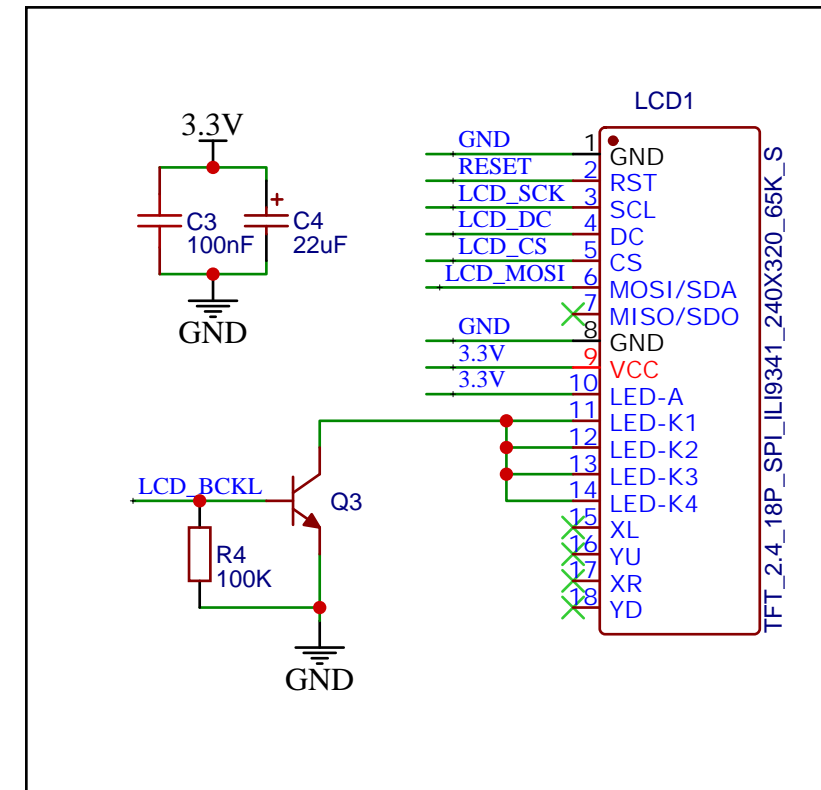 LCD1
3.3V
C3
100nF
C4
22uF
GND
GND
RESET
LCD_SCK
LCD_DC
LCD_CS
LCD_MOSI
GND
3.3V
3.3V
1 GND
2 RST
3 SCL
4 DC
5 CS
6 MOSI/SDA
7 MISO/SDO
8 GND
9 VCC
10 LED-A
11 LED-K1
12 LED-K2
13 LED-K3
14 LED-K4
15 XL
16 YU
17 XR
18 YD
TFT_2.4_18P_SPI_ILI9341_240X320_65K_S
LCD_BCKL
Q3
R4
100K
GND